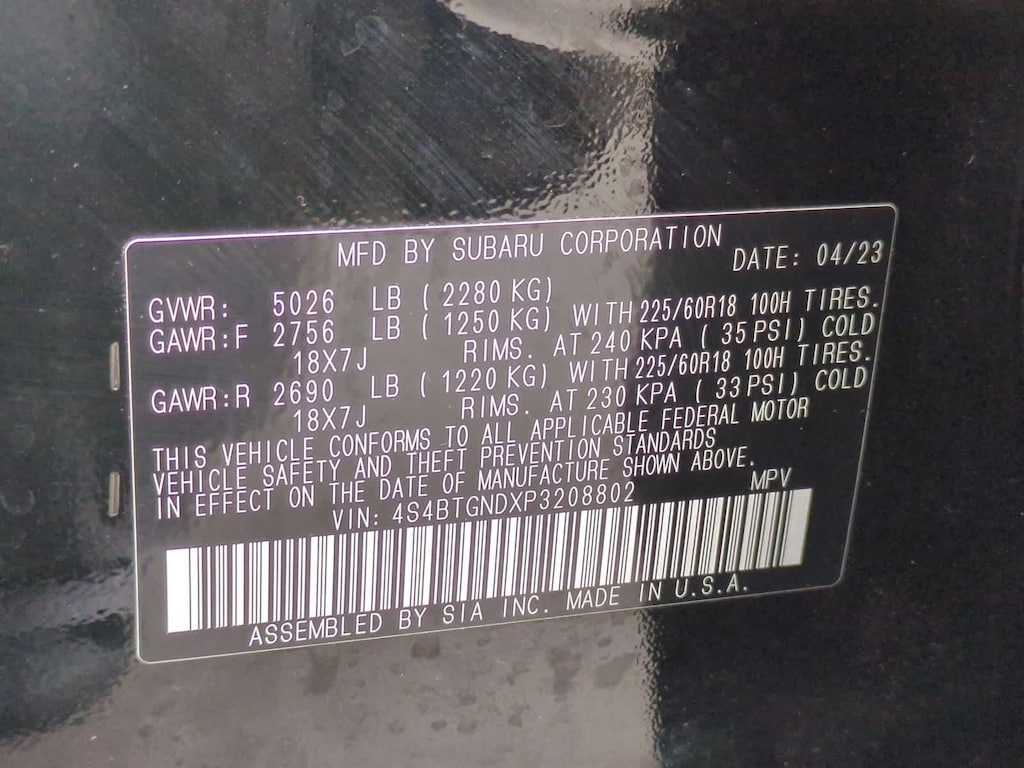 MFD BY SUBARU CORPORATION DATE: 04/23
GVWR: 5026 LB ( 2280 KG)
GAWR:F 2756 LB ( 1250 KG) WITH 225/60R18 100H TIRES.
18X7J RIMS. AT 240 KPA ( 35 PSI) COLD
GAWR:R 2690 LB ( 1220 KG) WITH 225/60R18 100H TIRES.
18X7J RIMS. AT 230 KPA ( 33 PSI) COLD
THIS VEHICLE CONFORMS TO ALL APPLICABLE FEDERAL MOTOR
VEHICLE SAFETY AND THEFT PREVENTION STANDARDS
IN EFFECT ON THE DATE OF MANUFACTURE SHOWN ABOVE.
VIN: 4S4BTGNDXP3208802 MPV
ASSEMBLED BY SIA INC. MADE IN U.S.A.